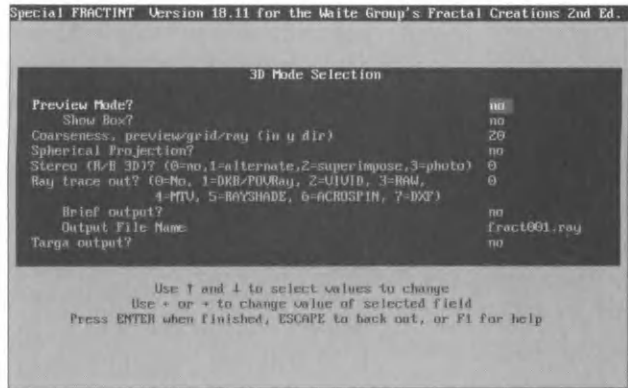 Special FRACTINT Version 18.11 for the Waite Group's Fractal Creations 2nd Ed.
3D Mode Selection
Preview Mode? no
Show Box? no
Coarseness, preview/grid/ray (in y dir) 20
Spherical Projection? no
Stereo (R/B 3D)? (0=no,1=alternate,2=superimpose,3=photo) 0
Ray trace out? (0=No, 1=DKB/POVRay, 2=VIVID, 3=RAW, 0
4=MTV, 5=RAYSHADE, 6=ACROSPIN, 7=DXF)
Brief output? no
Output File Name fract001.ray
Targa output? no
Use ↑ and ↓ to select values to change
Use or to change value of selected field
Press ENTER when finished, ESCAPE to back out, or F1 for help